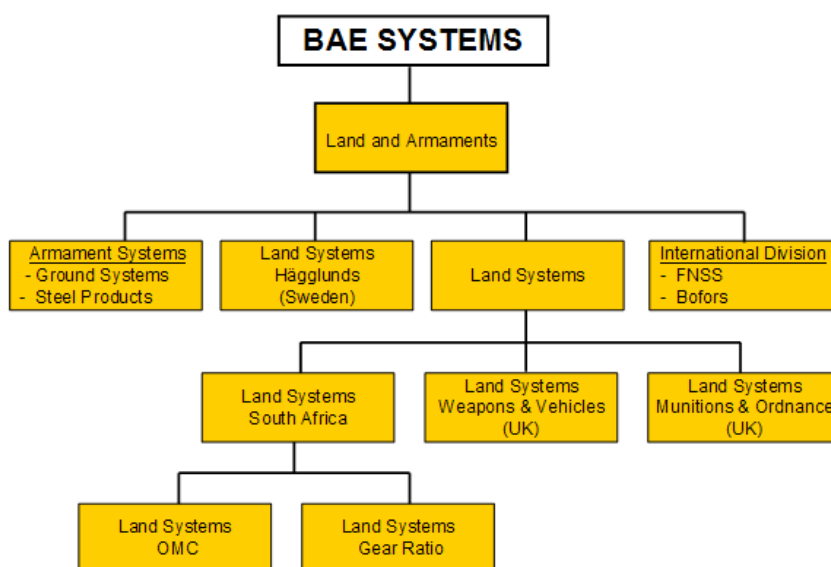 BAE SYSTEMS
Land and Armaments
Armament Systems
- Ground Systems
- Steel Products
Land Systems
Hägglunds
(Sweden)
Land Systems
International Division
- FNSS
- Bofors
Land Systems
South Africa
Land Systems
Weapons & Vehicles
(UK)
Land Systems
Munitions & Ordnance
(UK)
Land Systems
OMC
Land Systems
Gear Ratio